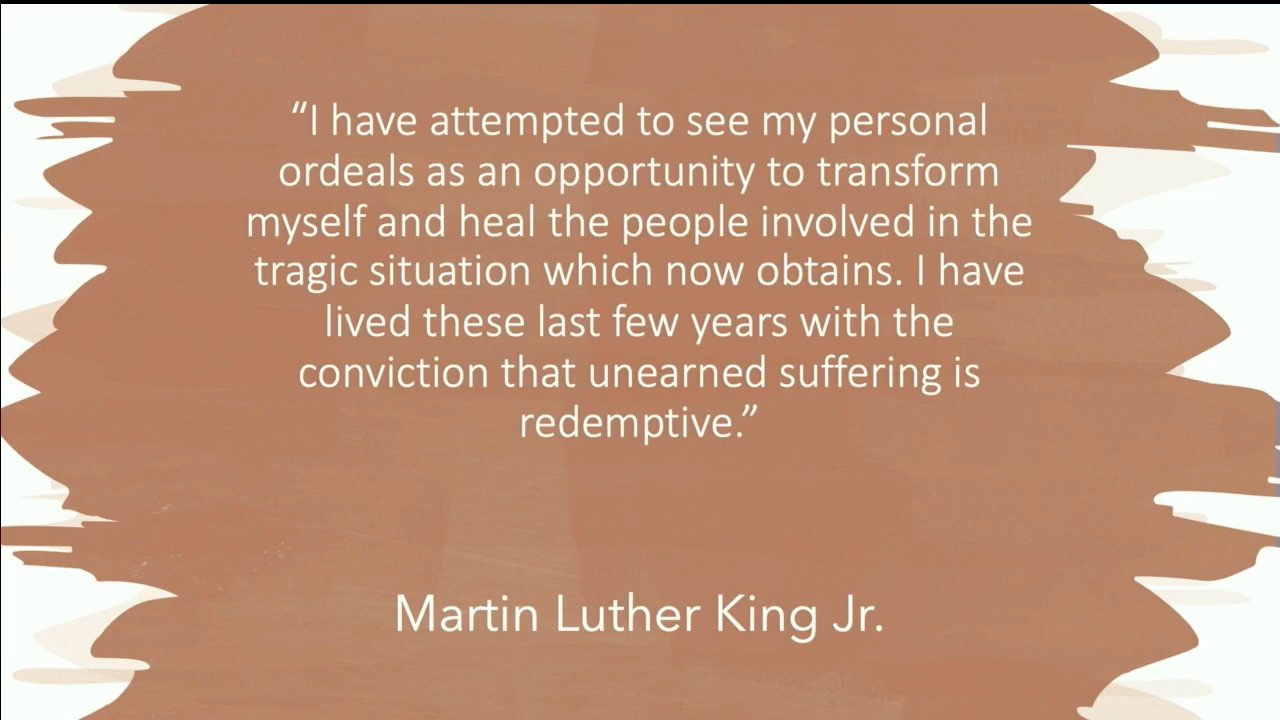 “I have attempted to see my personal
ordeals as an opportunity to transform
myself and heal the people involved in the
tragic situation which now obtains. I have
lived these last few years with the
conviction that unearned suffering is
redemptive.”
Martin Luther King Jr.